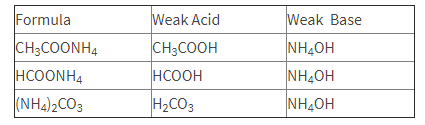 Formula Weak Acid Weak Base
CH₃COONH₄ CH₃COOH NH₄OH
HCOONH₄ HCOOH NH₄OH
(NH₄)₂CO₃ H₂CO₃ NH₄OH